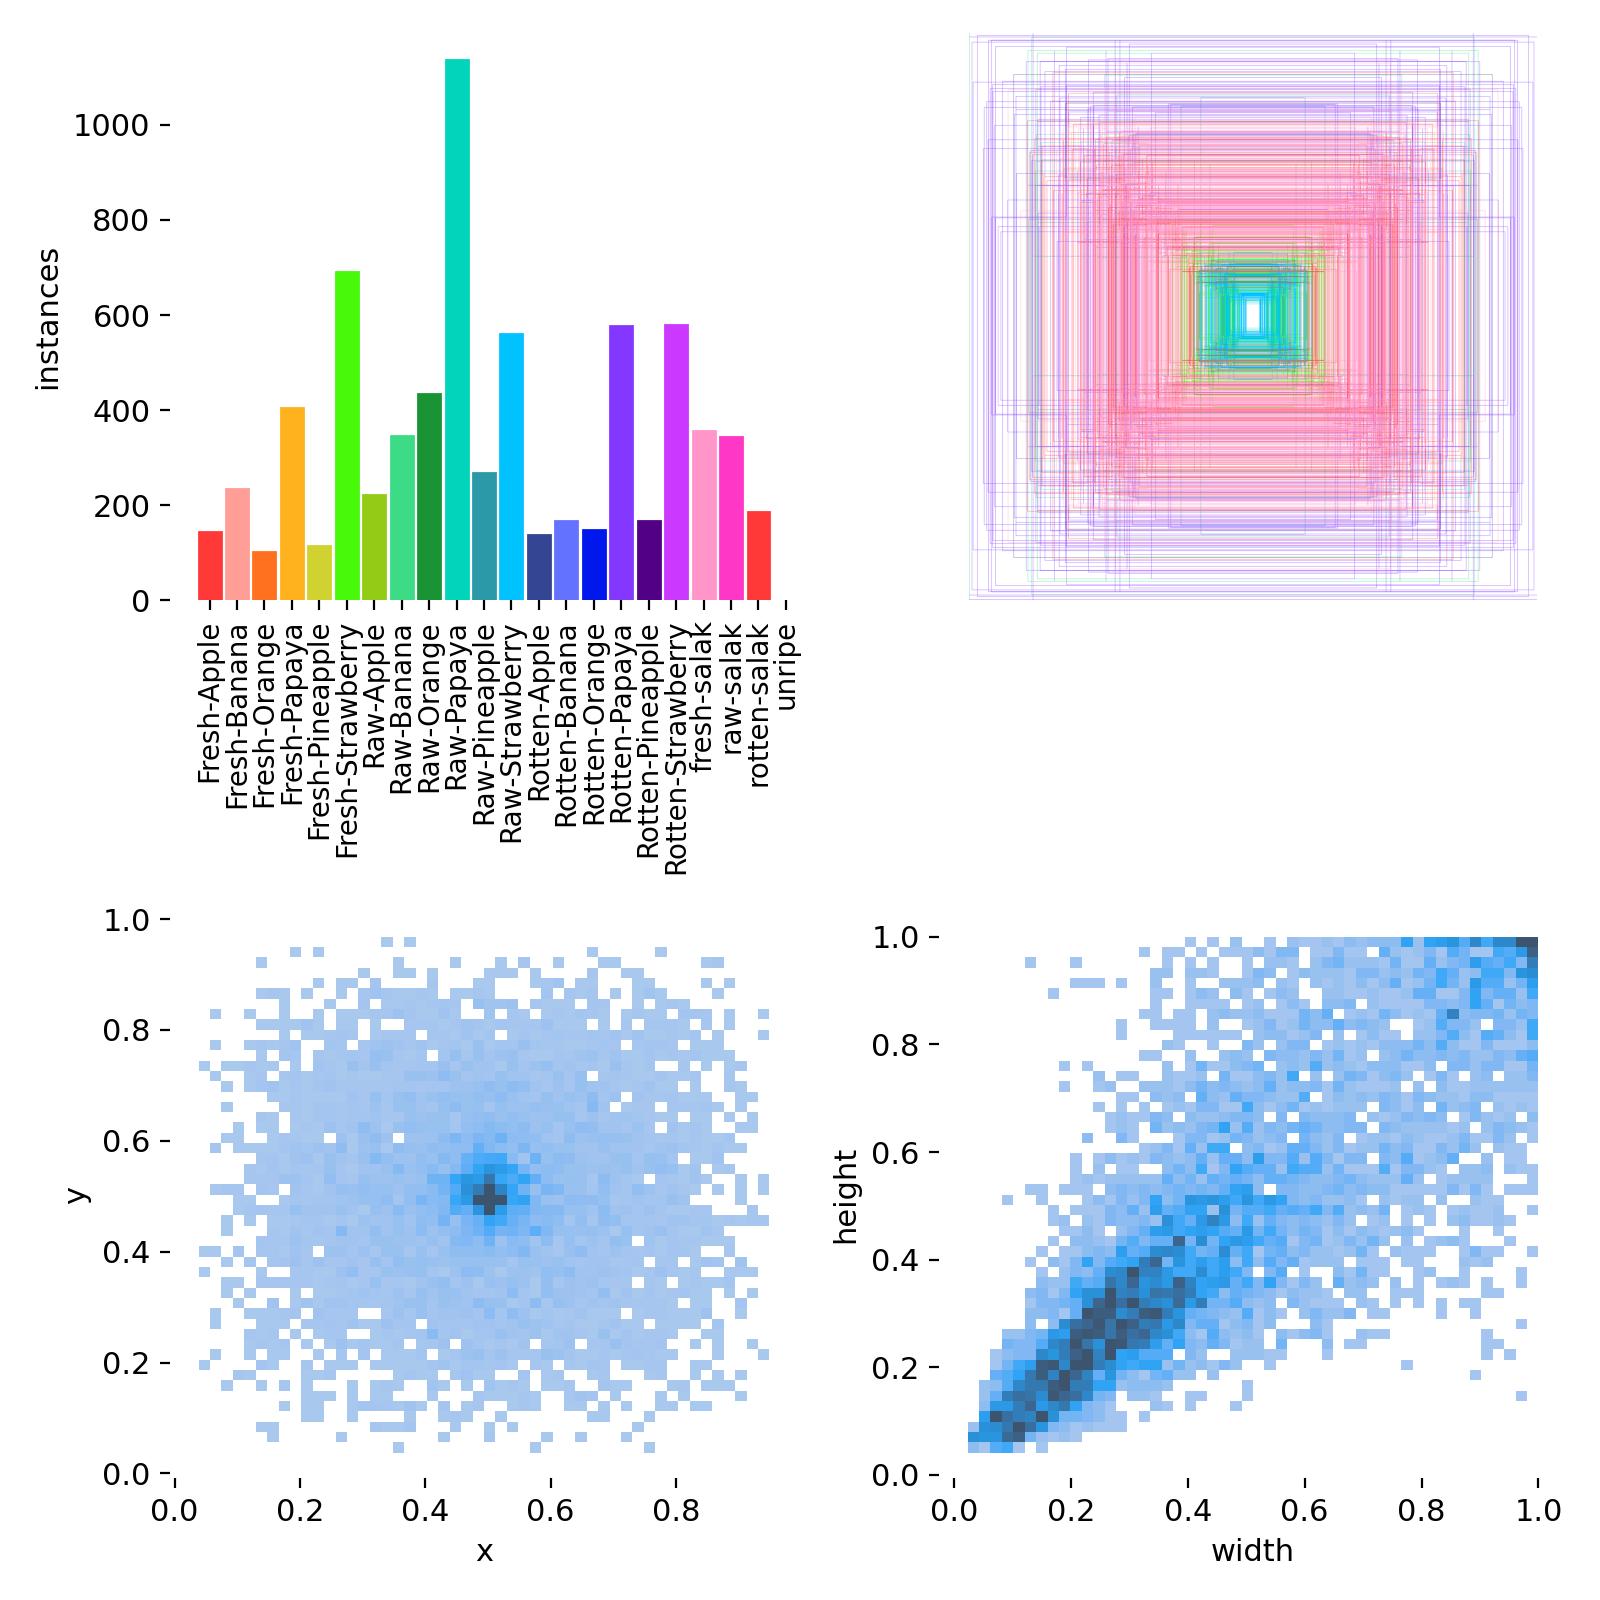 instances
1000
800
600
400
200
0
Fresh-Apple
Fresh-Banana
Fresh-Orange
Fresh-Papaya
Fresh-Pineapple
Fresh-Strawberry
Raw-Apple
Raw-Banana
Raw-Orange
Raw-Papaya
Raw-Pineapple
Raw-Strawberry
Rotten-Apple
Rotten-Banana
Rotten-Orange
Rotten-Papaya
Rotten-Pineapple
Rotten-Strawberry
fresh-salak
raw-salak
rotten-salak
unripe
y
1.0
0.8
0.6
0.4
0.2
0.0
0.0 0.2 0.4 0.6 0.8
x
height
1.0
0.8
0.6
0.4
0.2
0.0
0.0 0.2 0.4 0.6 0.8 1.0
width